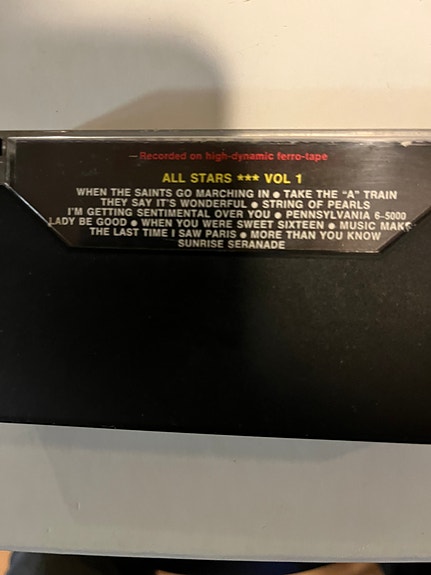 —Recorded on high-dynamic ferro-tape
ALL STARS *** VOL 1
WHEN THE SAINTS GO MARCHING IN ● TAKE THE "A" TRAIN
THEY SAY IT'S WONDERFUL ● STRING OF PEARLS
I'M GETTING SENTIMENTAL OVER YOU ● PENNSYLVANIA 6-5000
LADY BE GOOD ● WHEN YOU WERE SWEET SIXTEEN ● MUSIC
THE LAST TIME I SAW PARIS ● MORE THAN YOU KNOW
SUNRISE SERANADE